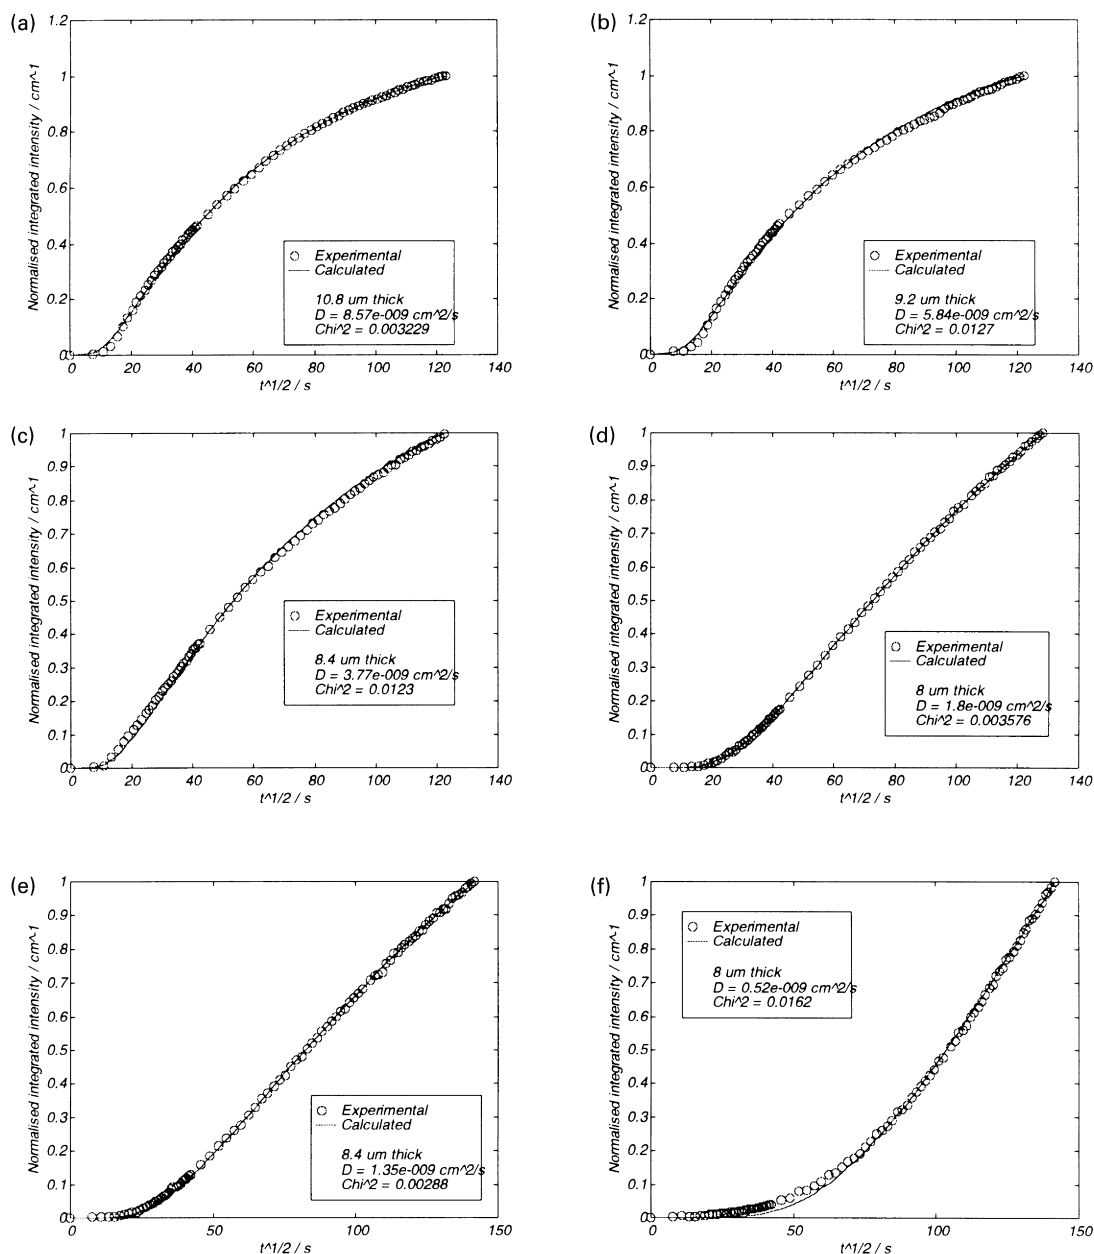 (a)
1.2
1
0.8
0.6
0.4
0.2
0
0 20 40 60 80 100 120 140
Normalised integrated intensity / cm^-1
t^1/2 / s
Experimental
Calculated
10.8 um thick
D = 8.57e-009 cm^2/s
Chi^2 = 0.003229
(b)
1.2
1
0.8
0.6
0.4
0.2
0
0 20 40 60 80 100 120 140
Normalised integrated intensity / cm^-1
t^1/2 / s
Experimental
Calculated
9.2 um thick
D = 5.84e-009 cm^2/s
Chi^2 = 0.0127
(c)
1
0.9
0.8
0.7
0.6
0.5
0.4
0.3
0.2
0.1
0
0 20 40 60 80 100 120 140
Normalised integrated intensity / cm^-1
t^1/2 / s
Experimental
Calculated
8.4 um thick
D = 3.77e-009 cm^2/s
Chi^2 = 0.0123
(d)
1
0.9
0.8
0.7
0.6
0.5
0.4
0.3
0.2
0.1
0
0 20 40 60 80 100 120 140
Normalised integrated intensity / cm^-1
t^1/2 / s
Experimental
Calculated
8 um thick
D = 1.8e-009 cm^2/s
Chi^2 = 0.003576
(e)
1
0.9
0.8
0.7
0.6
0.5
0.4
0.3
0.2
0.1
0
0 50 100 150
Normalised integrated intensity / cm^-1
t^1/2 / s
Experimental
Calculated
8.4 um thick
D = 1.35e-009 cm^2/s
Chi^2 = 0.00288
(f)
1
0.9
0.8
0.7
0.6
0.5
0.4
0.3
0.2
0.1
0
0 50 100 150
Normalised integrated intensity / cm^-1
t^1/2 / s
Experimental
Calculated
8 um thick
D = 0.52e-009 cm^2/s
Chi^2 = 0.0162